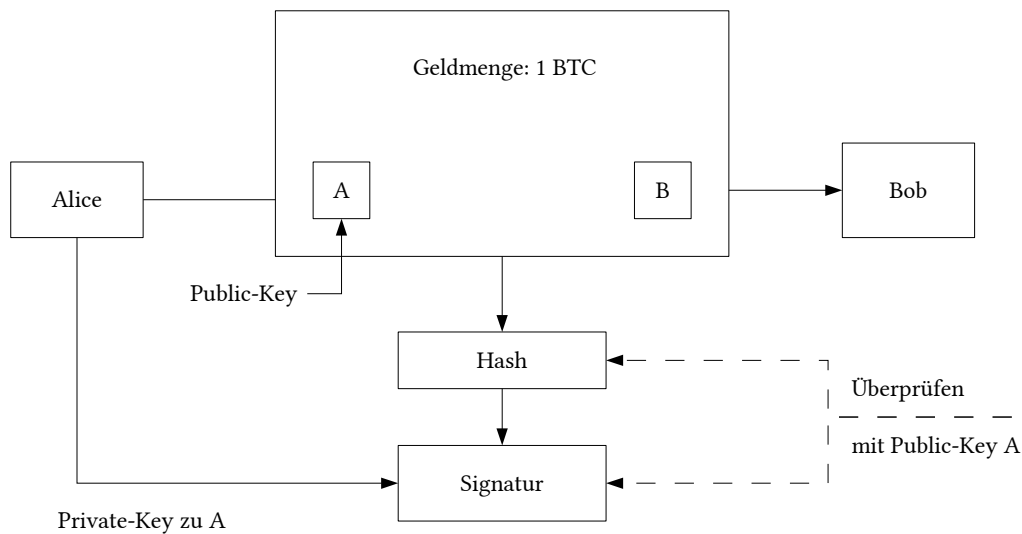 Geldmenge: 1 BTC
Alice
A
B
Bob
Public-Key
Hash
Überprüfen
mit Public-Key A
Signatur
Private-Key zu A